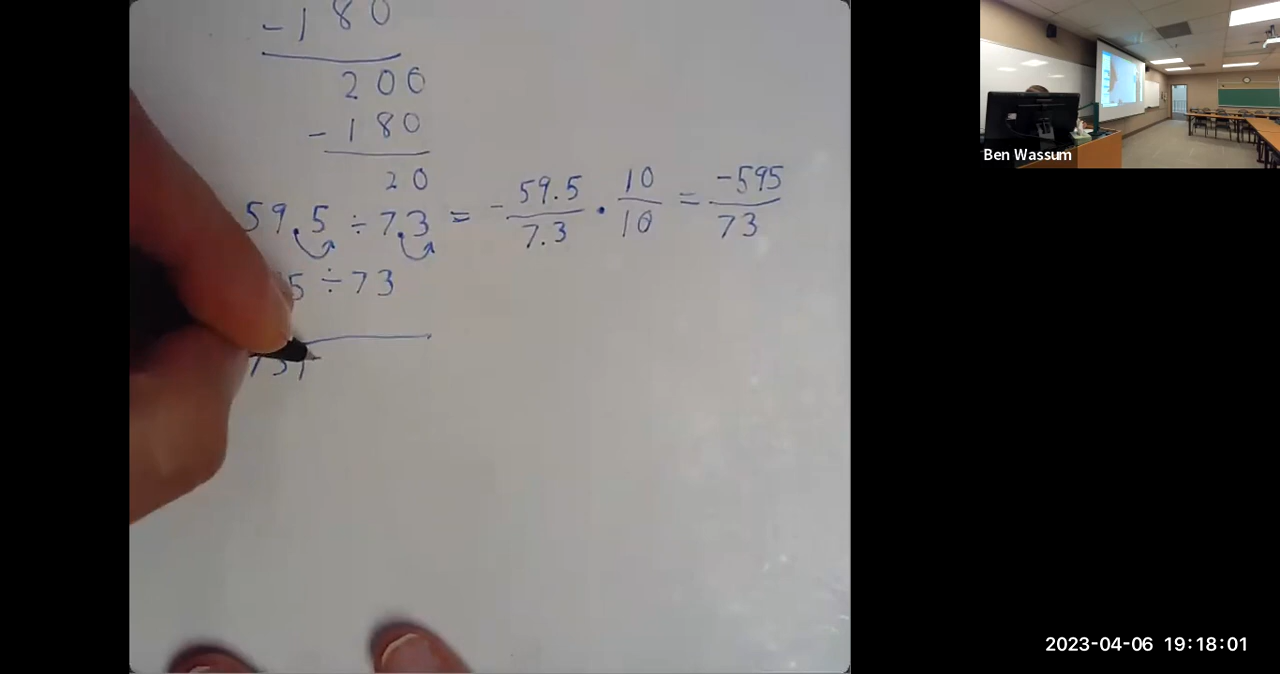 -180
200
-180
20
59.5 ÷ 7.3 = - 59.5/7.3 · 10/10 = -595/73
5 ÷ 73
73
Ben Wassum
2023-04-06 19:18:01